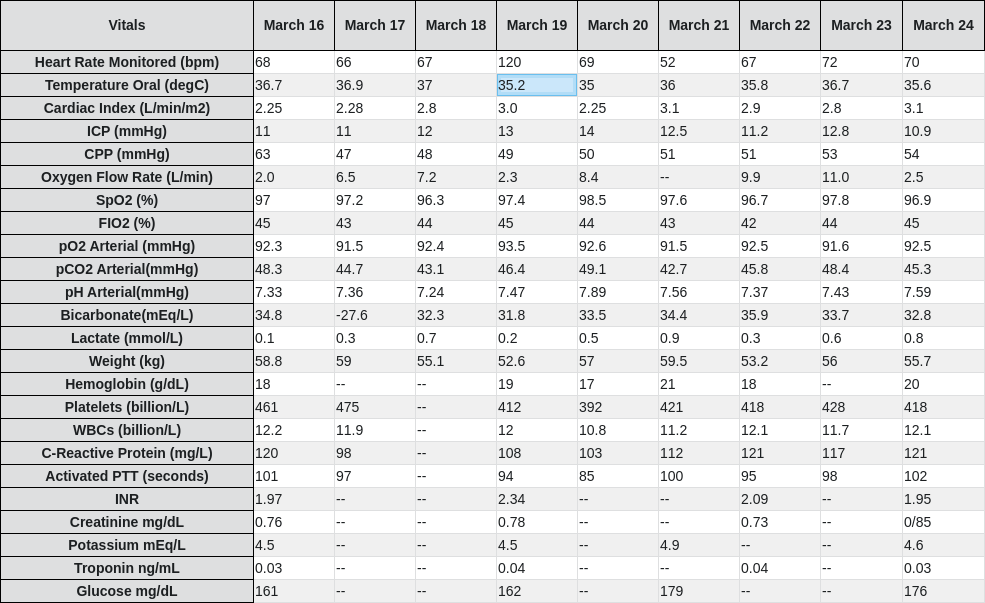 Vitals March 16 March 17 March 18 March 19 March 20 March 21 March 22 March 23 March 24
Heart Rate Monitored (bpm) 68 66 67 120 69 52 67 72 70
Temperature Oral (degC) 36.7 36.9 37 35.2 35 36 35.8 36.7 35.6
Cardiac Index (L/min/m2) 2.25 2.28 2.8 3.0 2.25 3.1 2.9 2.8 3.1
ICP (mmHg) 11 11 12 13 14 12.5 11.2 12.8 10.9
CPP (mmHg) 63 47 48 49 50 51 51 53 54
Oxygen Flow Rate (L/min) 2.0 6.5 7.2 2.3 8.4 -- 9.9 11.0 2.5
SpO2 (%) 97 97.2 96.3 97.4 98.5 97.6 96.7 97.8 96.9
FIO2 (%) 45 43 44 45 44 43 42 44 45
pO2 Arterial (mmHg) 92.3 91.5 92.4 93.5 92.6 91.5 92.5 91.6 92.5
pCO2 Arterial(mmHg) 48.3 44.7 43.1 46.4 49.1 42.7 45.8 48.4 45.3
pH Arterial(mmHg) 7.33 7.36 7.24 7.47 7.89 7.56 7.37 7.43 7.59
Bicarbonate(mEq/L) 34.8 -27.6 32.3 31.8 33.5 34.4 35.9 33.7 32.8
Lactate (mmol/L) 0.1 0.3 0.7 0.2 0.5 0.9 0.3 0.6 0.8
Weight (kg) 58.8 59 55.1 52.6 57 59.5 53.2 56 55.7
Hemoglobin (g/dL) 18 -- -- 19 17 21 18 -- 20
Platelets (billion/L) 461 475 -- 412 392 421 418 428 418
WBCs (billion/L) 12.2 11.9 -- 12 10.8 11.2 12.1 11.7 12.1
C-Reactive Protein (mg/L) 120 98 -- 108 103 112 121 117 121
Activated PTT (seconds) 101 97 -- 94 85 100 95 98 102
INR 1.97 -- -- 2.34 -- -- 2.09 -- 1.95
Creatinine mg/dL 0.76 -- -- 0.78 -- -- 0.73 -- 0/85
Potassium mEq/L 4.5 -- -- 4.5 -- 4.9 -- -- 4.6
Troponin ng/mL 0.03 -- -- 0.04 -- -- 0.04 -- 0.03
Glucose mg/dL 161 -- -- 162 -- 179 -- -- 176